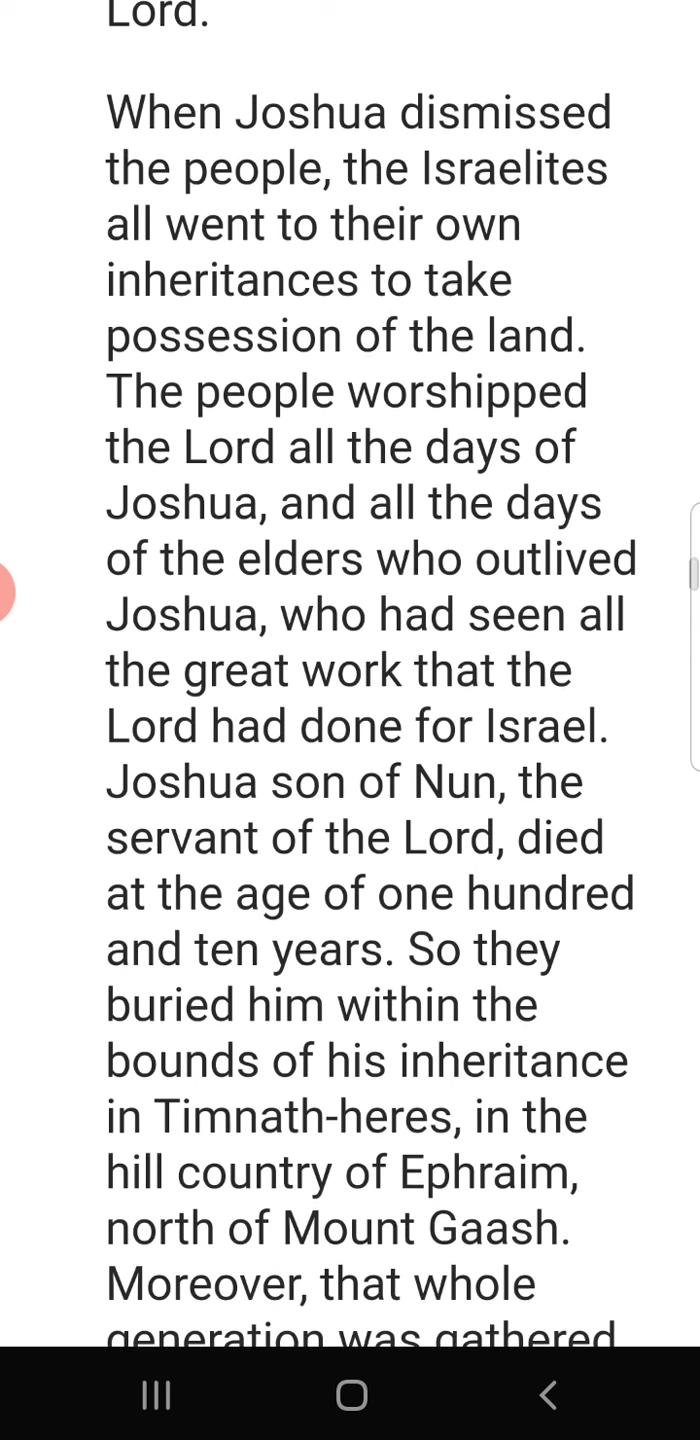 Lord.
When Joshua dismissed
the people, the Israelites
all went to their own
inheritances to take
possession of the land.
The people worshipped
the Lord all the days of
Joshua, and all the days
of the elders who outlived
Joshua, who had seen all
the great work that the
Lord had done for Israel.
Joshua son of Nun, the
servant of the Lord, died
at the age of one hundred
and ten years. So they
buried him within the
bounds of his inheritance
in Timnath-heres, in the
hill country of Ephraim,
north of Mount Gaash.
Moreover, that whole
generation was gathered